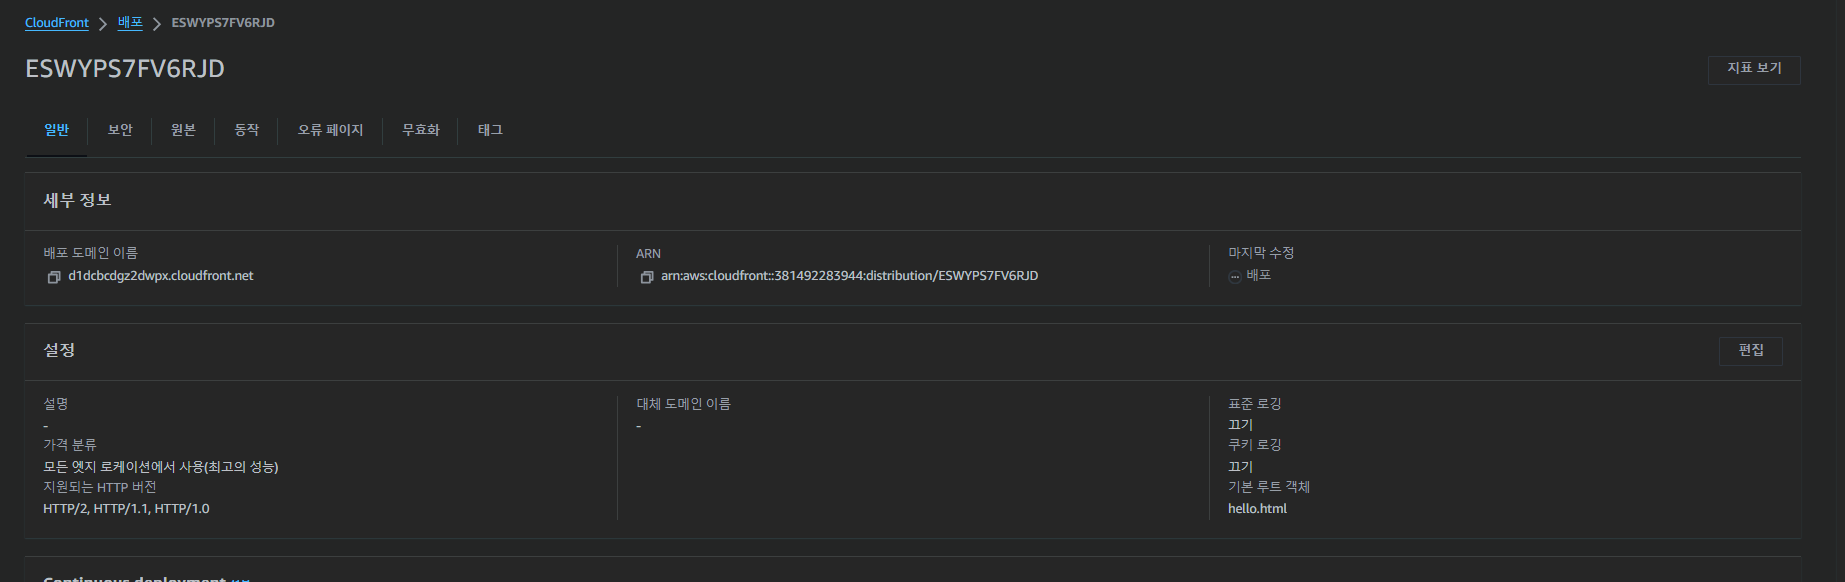 CloudFront > 배포 > ESWYPS7FV6RJD
ESWYPS7FV6RJD
지표 보기
일반
보안
원본
동작
오류 페이지
무효화
태그
세부 정보
배포 도메인 이름
d1dcbcdgz2dwpx.cloudfront.net
ARN
arn:aws:cloudfront::381492283944:distribution/ESWYPS7FV6RJD
마지막 수정
배포
설정
편집
설명
-
가격 분류
모든 엣지 로케이션에서 사용(최고의 성능)
지원되는 HTTP 버전
HTTP/2, HTTP/1.1, HTTP/1.0
대체 도메인 이름
-
표준 로깅
끄기
쿠키 로깅
끄기
기본 루트 객체
hello.html
Continuous deployment